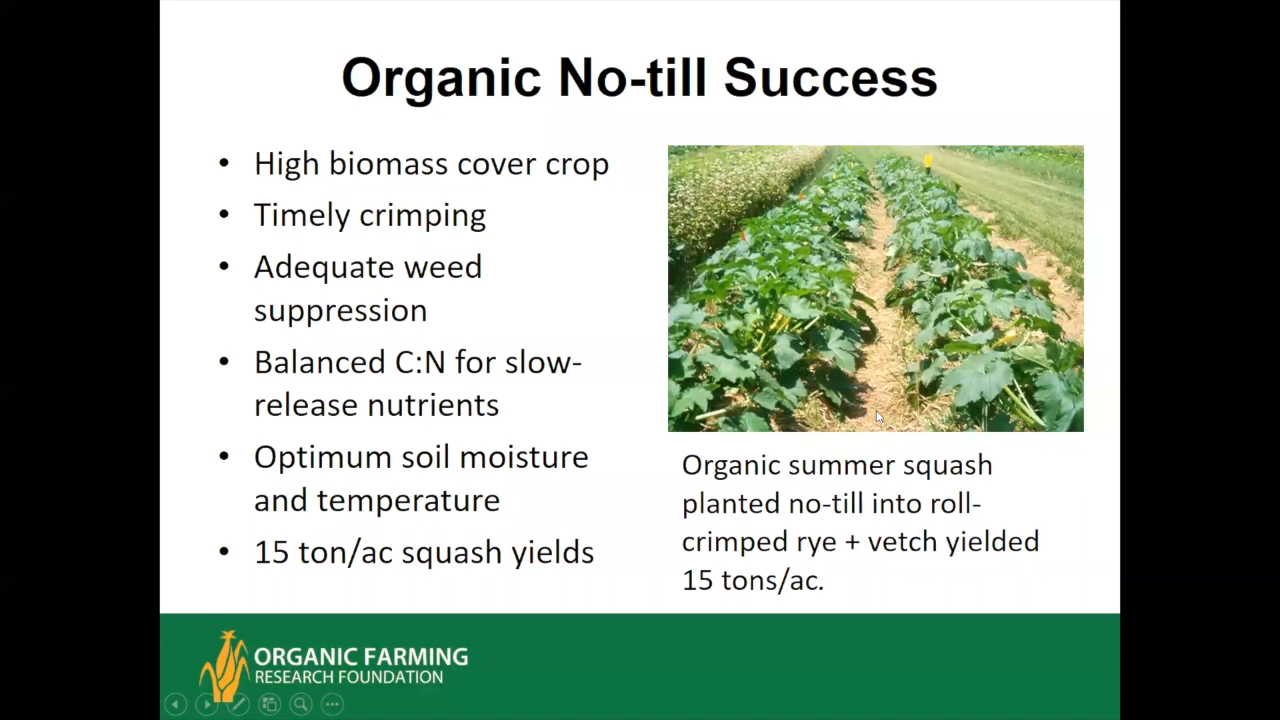 Organic No-till Success
• High biomass cover crop
• Timely crimping
• Adequate weed
suppression
• Balanced C:N for slow-
release nutrients
• Optimum soil moisture
and temperature
• 15 ton/ac squash yields
Organic summer squash
planted no-till into roll-
crimped rye + vetch yielded
15 tons/ac.
ORGANIC FARMING
RESEARCH FOUNDATION